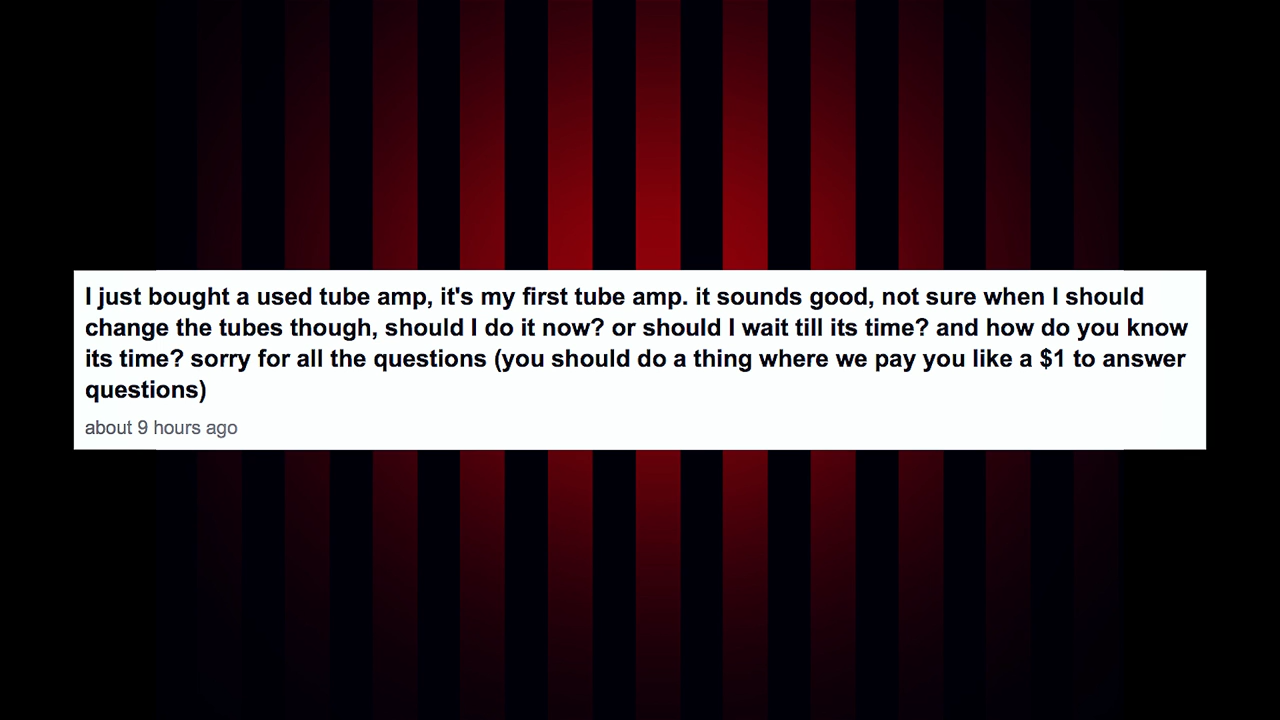 I just bought a used tube amp, it's my first tube amp. it sounds good, not sure when I should
change the tubes though, should I do it now? or should I wait till its time? and how do you know
its time? sorry for all the questions (you should do a thing where we pay you like a $1 to answer
questions)
about 9 hours ago